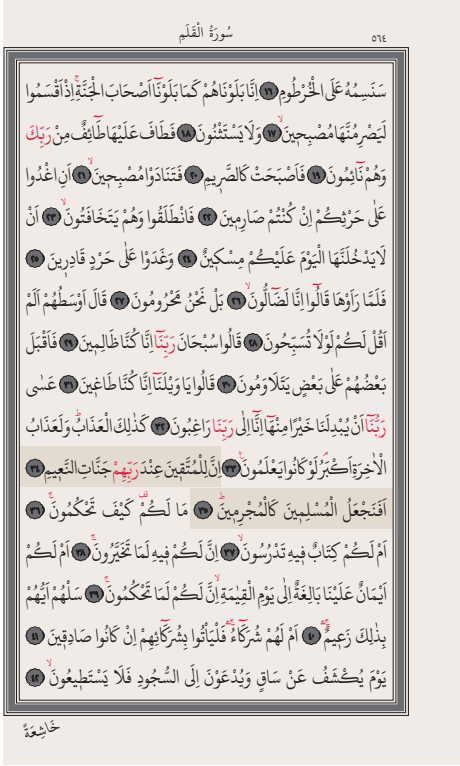 سُورَةُ الْقَلَمِ
٥٦٤
سَنَسِمُهُ عَلَى الْخُرْطُومِ ﴿١٦﴾ اِنَّا بَلَوْنَاهُمْ كَمَا بَلَوْنَٓا اَصْحَابَ الْجَنَّةِۚ اِذْ اَقْسَمُوا
لَيَصْرِمُنَّهَا مُصْبِحٖينَۙ ﴿١٧﴾ وَلَا يَسْتَثْنُونَ ﴿١٨﴾ فَطَافَ عَلَيْهَا طَٓائِفٌ مِنْ رَبِّكَ
وَهُمْ نَٓائِمُونَ ﴿١٩﴾ فَاَصْبَحَتْ كَالصَّرٖيمِۙ ﴿٢٠﴾ فَتَنَادَوْا مُصْبِحٖينَۙ ﴿٢١﴾ اَنِ اغْدُوا
عَلٰى حَرْثِكُمْ اِنْ كُنْتُمْ صَارِمٖينَ ﴿٢٢﴾ فَانْطَلَقُوا وَهُمْ يَتَخَافَتُونَۙ ﴿٢٣﴾ اَنْ
لَا يَدْخُلَنَّهَا الْيَوْمَ عَلَيْكُمْ مِسْكٖينٌ ﴿٢٤﴾ وَغَدَوْا عَلٰى حَرْدٍ قَادِرٖينَ ﴿٢٥﴾
فَلَمَّا رَاَوْهَا قَالُٓوا اِنَّا لَضَٓالُّونَۙ ﴿٢٦﴾ بَلْ نَحْنُ مَحْرُومُونَ ﴿٢٧﴾ قَالَ اَوْسَطُهُمْ اَلَمْ
اَقُلْ لَكُمْ لَوْلَا تُسَبِّحُونَ ﴿٢٨﴾ قَالُوا سُبْحَانَ رَبِّنَٓا اِنَّا كُنَّا ظَالِمٖينَ ﴿٢٩﴾ فَاَقْبَلَ
بَعْضُهُمْ عَلٰى بَعْضٍ يَتَلَاوَمُونَ ﴿٣٠﴾ قَالُوا يَا وَيْلَنَٓا اِنَّا كُنَّا طَاغٖينَ ﴿٣١﴾ عَسٰى
رَبُّنَٓا اَنْ يُبْدِلَنَا خَيْرًا مِنْهَٓا اِنَّٓا اِلٰى رَبِّنَا رَاغِبُونَ ﴿٣٢﴾ كَذٰلِكَ الْعَذَابُۜ وَلَعَذَابُ
الْاٰخِرَةِ اَكْبَرُۢ لَوْ كَانُوا يَعْلَمُونَ۟ ﴿٣٣﴾ اِنَّ لِلْمُتَّقٖينَ عِنْدَ رَبِّهِمْ جَنَّاتِ النَّعٖيمِ ﴿٣٤﴾
اَفَنَجْعَلُ الْمُسْلِمٖينَ كَالْمُجْرِمٖينَۜ ﴿٣٥﴾ مَا لَكُمْ۠ كَيْفَ تَحْكُمُونَۚ ﴿٣٦﴾
اَمْ لَكُمْ كِتَابٌ فٖيهِ تَدْرُسُونَۙ ﴿٣٧﴾ اِنَّ لَكُمْ فٖيهِ لَمَا تَخَيَّرُونَۚ ﴿٣٨﴾ اَمْ لَكُمْ
اَيْمَانٌ عَلَيْنَا بَالِغَةٌ اِلٰى يَوْمِ الْقِيٰمَةِۙ اِنَّ لَكُمْ لَمَا تَحْكُمُونَۚ ﴿٣٩﴾ سَلْهُمْ اَيُّهُمْ
بِذٰلِكَ زَعٖيمٌۚۛ ﴿٤٠﴾ اَمْ لَهُمْ شُرَكَٓاءُۚۛ فَلْيَأْتُوا بِشُرَكَٓائِهِمْ اِنْ كَانُوا صَادِقٖينَ ﴿٤١﴾
يَوْمَ يُكْشَفُ عَنْ سَاقٍ وَيُدْعَوْنَ اِلَى السُّجُودِ فَلَا يَسْتَطٖيعُونَۙ ﴿٤٢﴾
خَاشِعَةً